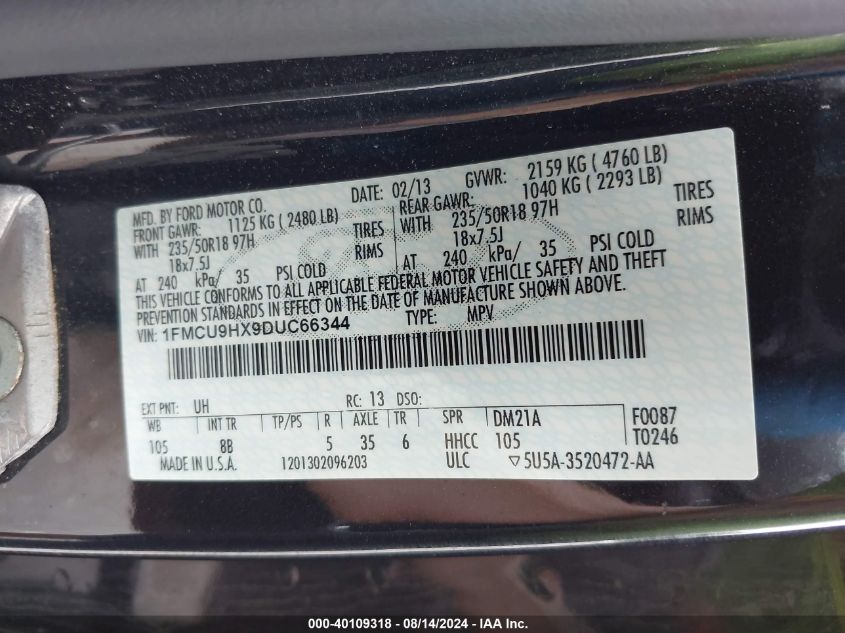 MFD. BY FORD MOTOR CO. DATE: 02/13 GVWR: 2159 KG ( 4760 LB)
FRONT GAWR: 1125 KG ( 2480 LB) REAR GAWR: 1040 KG ( 2293 LB)
WITH 235/50R18 97H TIRES WITH 235/50R18 97H TIRES
18x7.5J RIMS 18x7.5J RIMS
AT 240 kPa/ 35 PSI COLD AT 240 kPa/ 35 PSI COLD
THIS VEHICLE CONFORMS TO ALL APPLICABLE FEDERAL MOTOR VEHICLE SAFETY AND THEFT
PREVENTION STANDARDS IN EFFECT ON THE DATE OF MANUFACTURE SHOWN ABOVE.
VIN: 1FMCU9HX9DUC66344 TYPE: MPV
EXT PNT: UH RC: 13 DSO:
WB INT TR TP/PS R AXLE TR SPR DM21A F0087
105 8B 5 35 6 HHCC 105 T0246
MADE IN U.S.A. 1201302096203 ULC ▽5U5A-3520472-AA
000-40109318 - 08/14/2024 - IAA Inc.